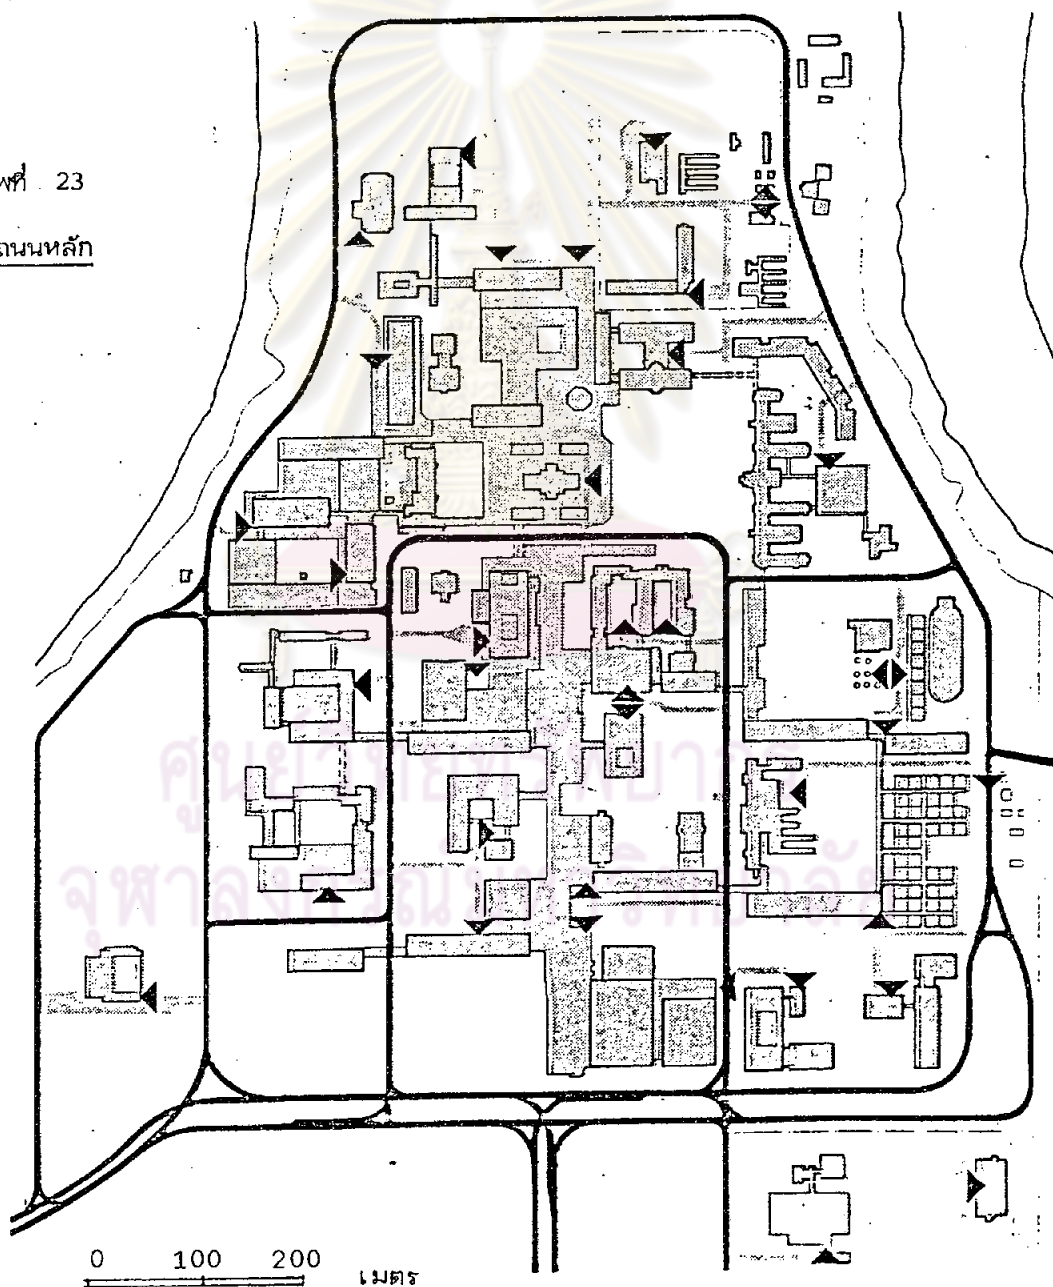 ที่ 23
ถนนหลัก
ศูนย์วิทยทรัพยากร
จุฬาลงกรณ์มหาวิทยาลัย
0 100 200 เมตร